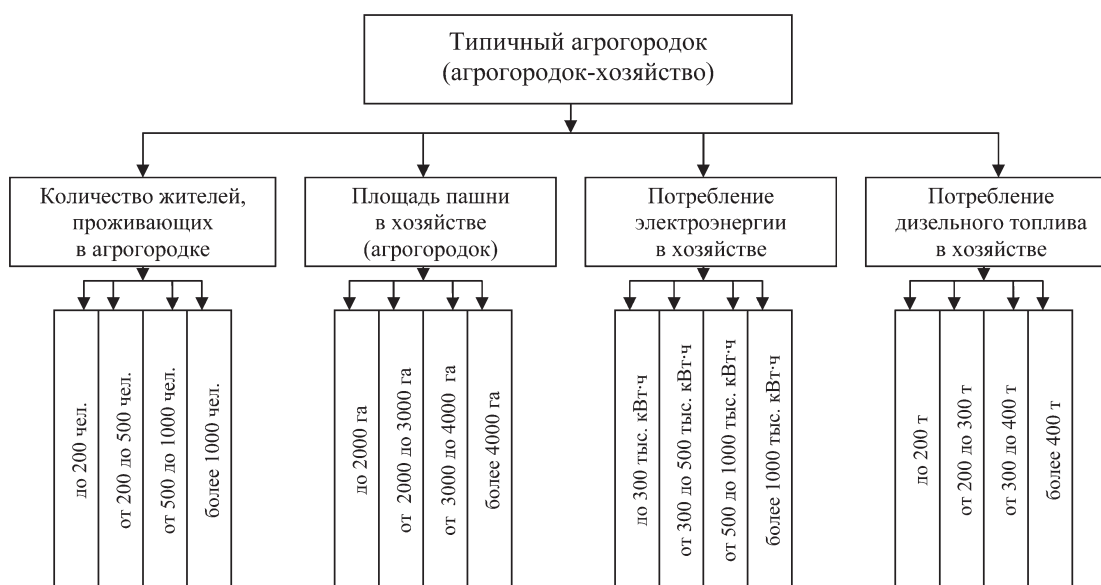 Типичный агрогородок
(агрогородок-хозяйство)
Количество жителей,
проживающих
в агрогородке
Площадь пашни
в хозяйстве
(агрогородок)
Потребление
электроэнергии
в хозяйстве
Потребление
дизельного топлива
в хозяйстве
до 200 чел.
от 200 до 500 чел.
от 500 до 1000 чел.
более 1000 чел.
до 2000 га
от 2000 до 3000 га
от 3000 до 4000 га
более 4000 га
до 300 тыс. кВт·ч
от 300 до 500 тыс. кВт·ч
от 500 до 1000 тыс. кВт·ч
более 1000 тыс. кВт·ч
до 200 т
от 200 до 300 т
от 300 до 400 т
более 400 т